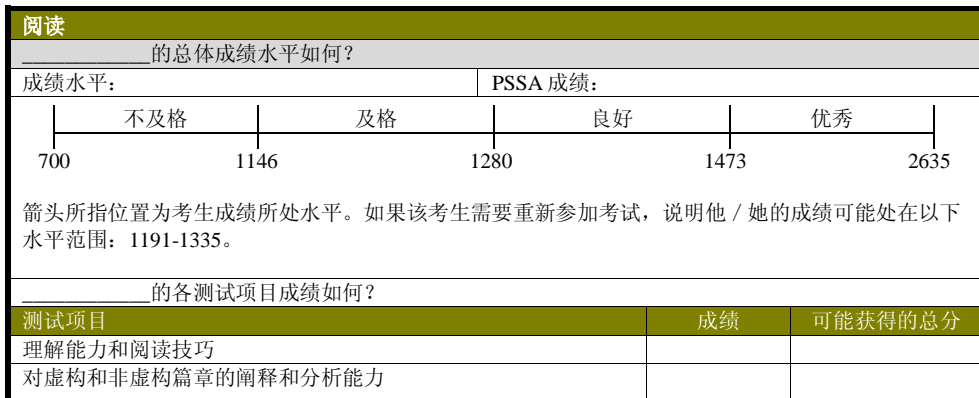 阅读
____________的总体成绩水平如何？
成绩水平： PSSA 成绩：
不及格 及格 良好 优秀
700 1146 1280 1473 2635
箭头所指位置为考生成绩所处水平。如果该考生需要重新参加考试，说明他／她的成绩可能处在以下
水平范围：1191-1335。
____________的各测试项目成绩如何？
测试项目 成绩 可能获得的总分
理解能力和阅读技巧
对虚构和非虚构篇章的阐释和分析能力